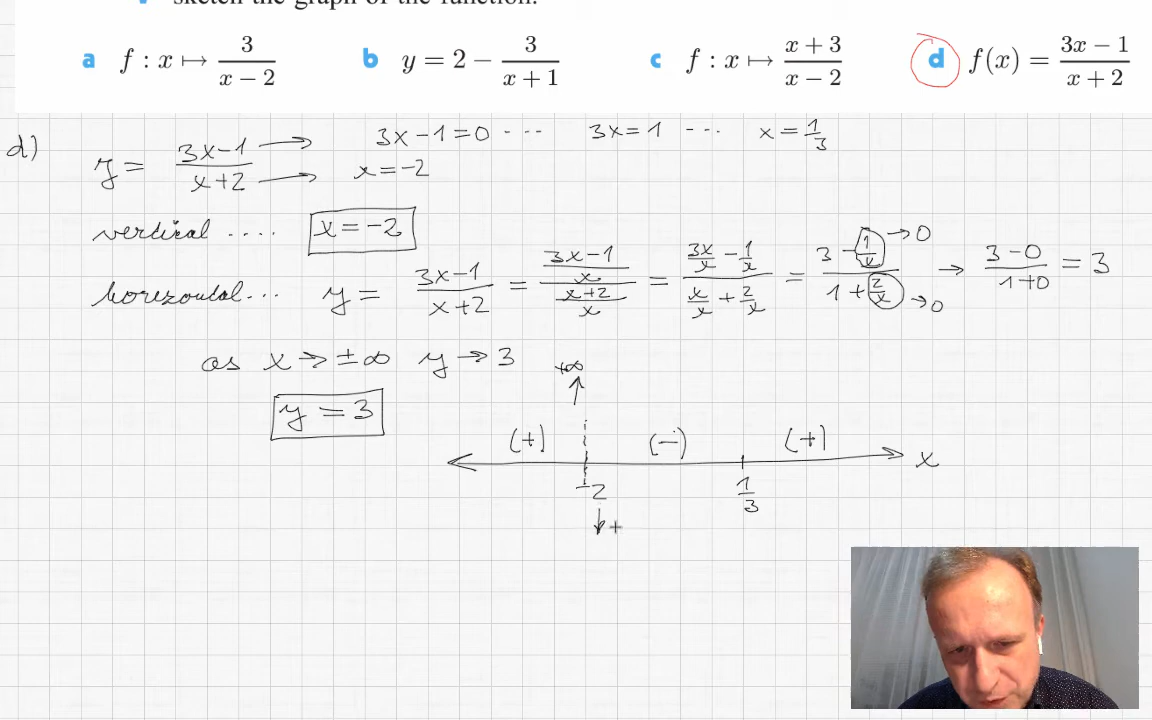 sketch the graph of the function.
a f : x ↦ 3/(x − 2) b y = 2 − 3/(x + 1) c f : x ↦ (x + 3)/(x − 2) d f(x) = (3x − 1)/(x + 2)
d) y = (3x−1)/(x+2) → 3x−1=0 ... 3x=1 ... x=1/3
→ x=−2
vertical .... x=−2
horizontal... y = (3x−1)/(x+2) = ((3x−1)/x)/((x+2)/x) = (3x/x − 1/x)/(x/x + 2/x) = (3 − 1/x)/(1 + 2/x) → (3−0)/(1+0) = 3
→0
→0
as x → ±∞ y → 3
+∞
↑
y = 3
(+) (−) (+)
x
−2 1/3
↓ +